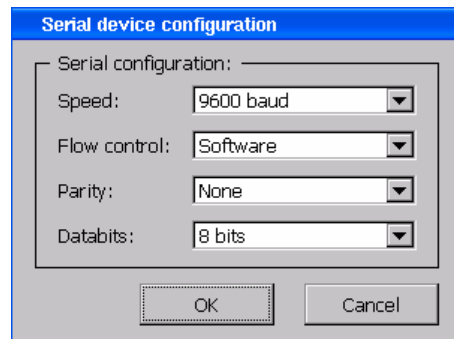 Serial device configuration
Serial configuration:
Speed: 9600 baud
Flow control: Software
Parity: None
Databits: 8 bits
OK Cancel